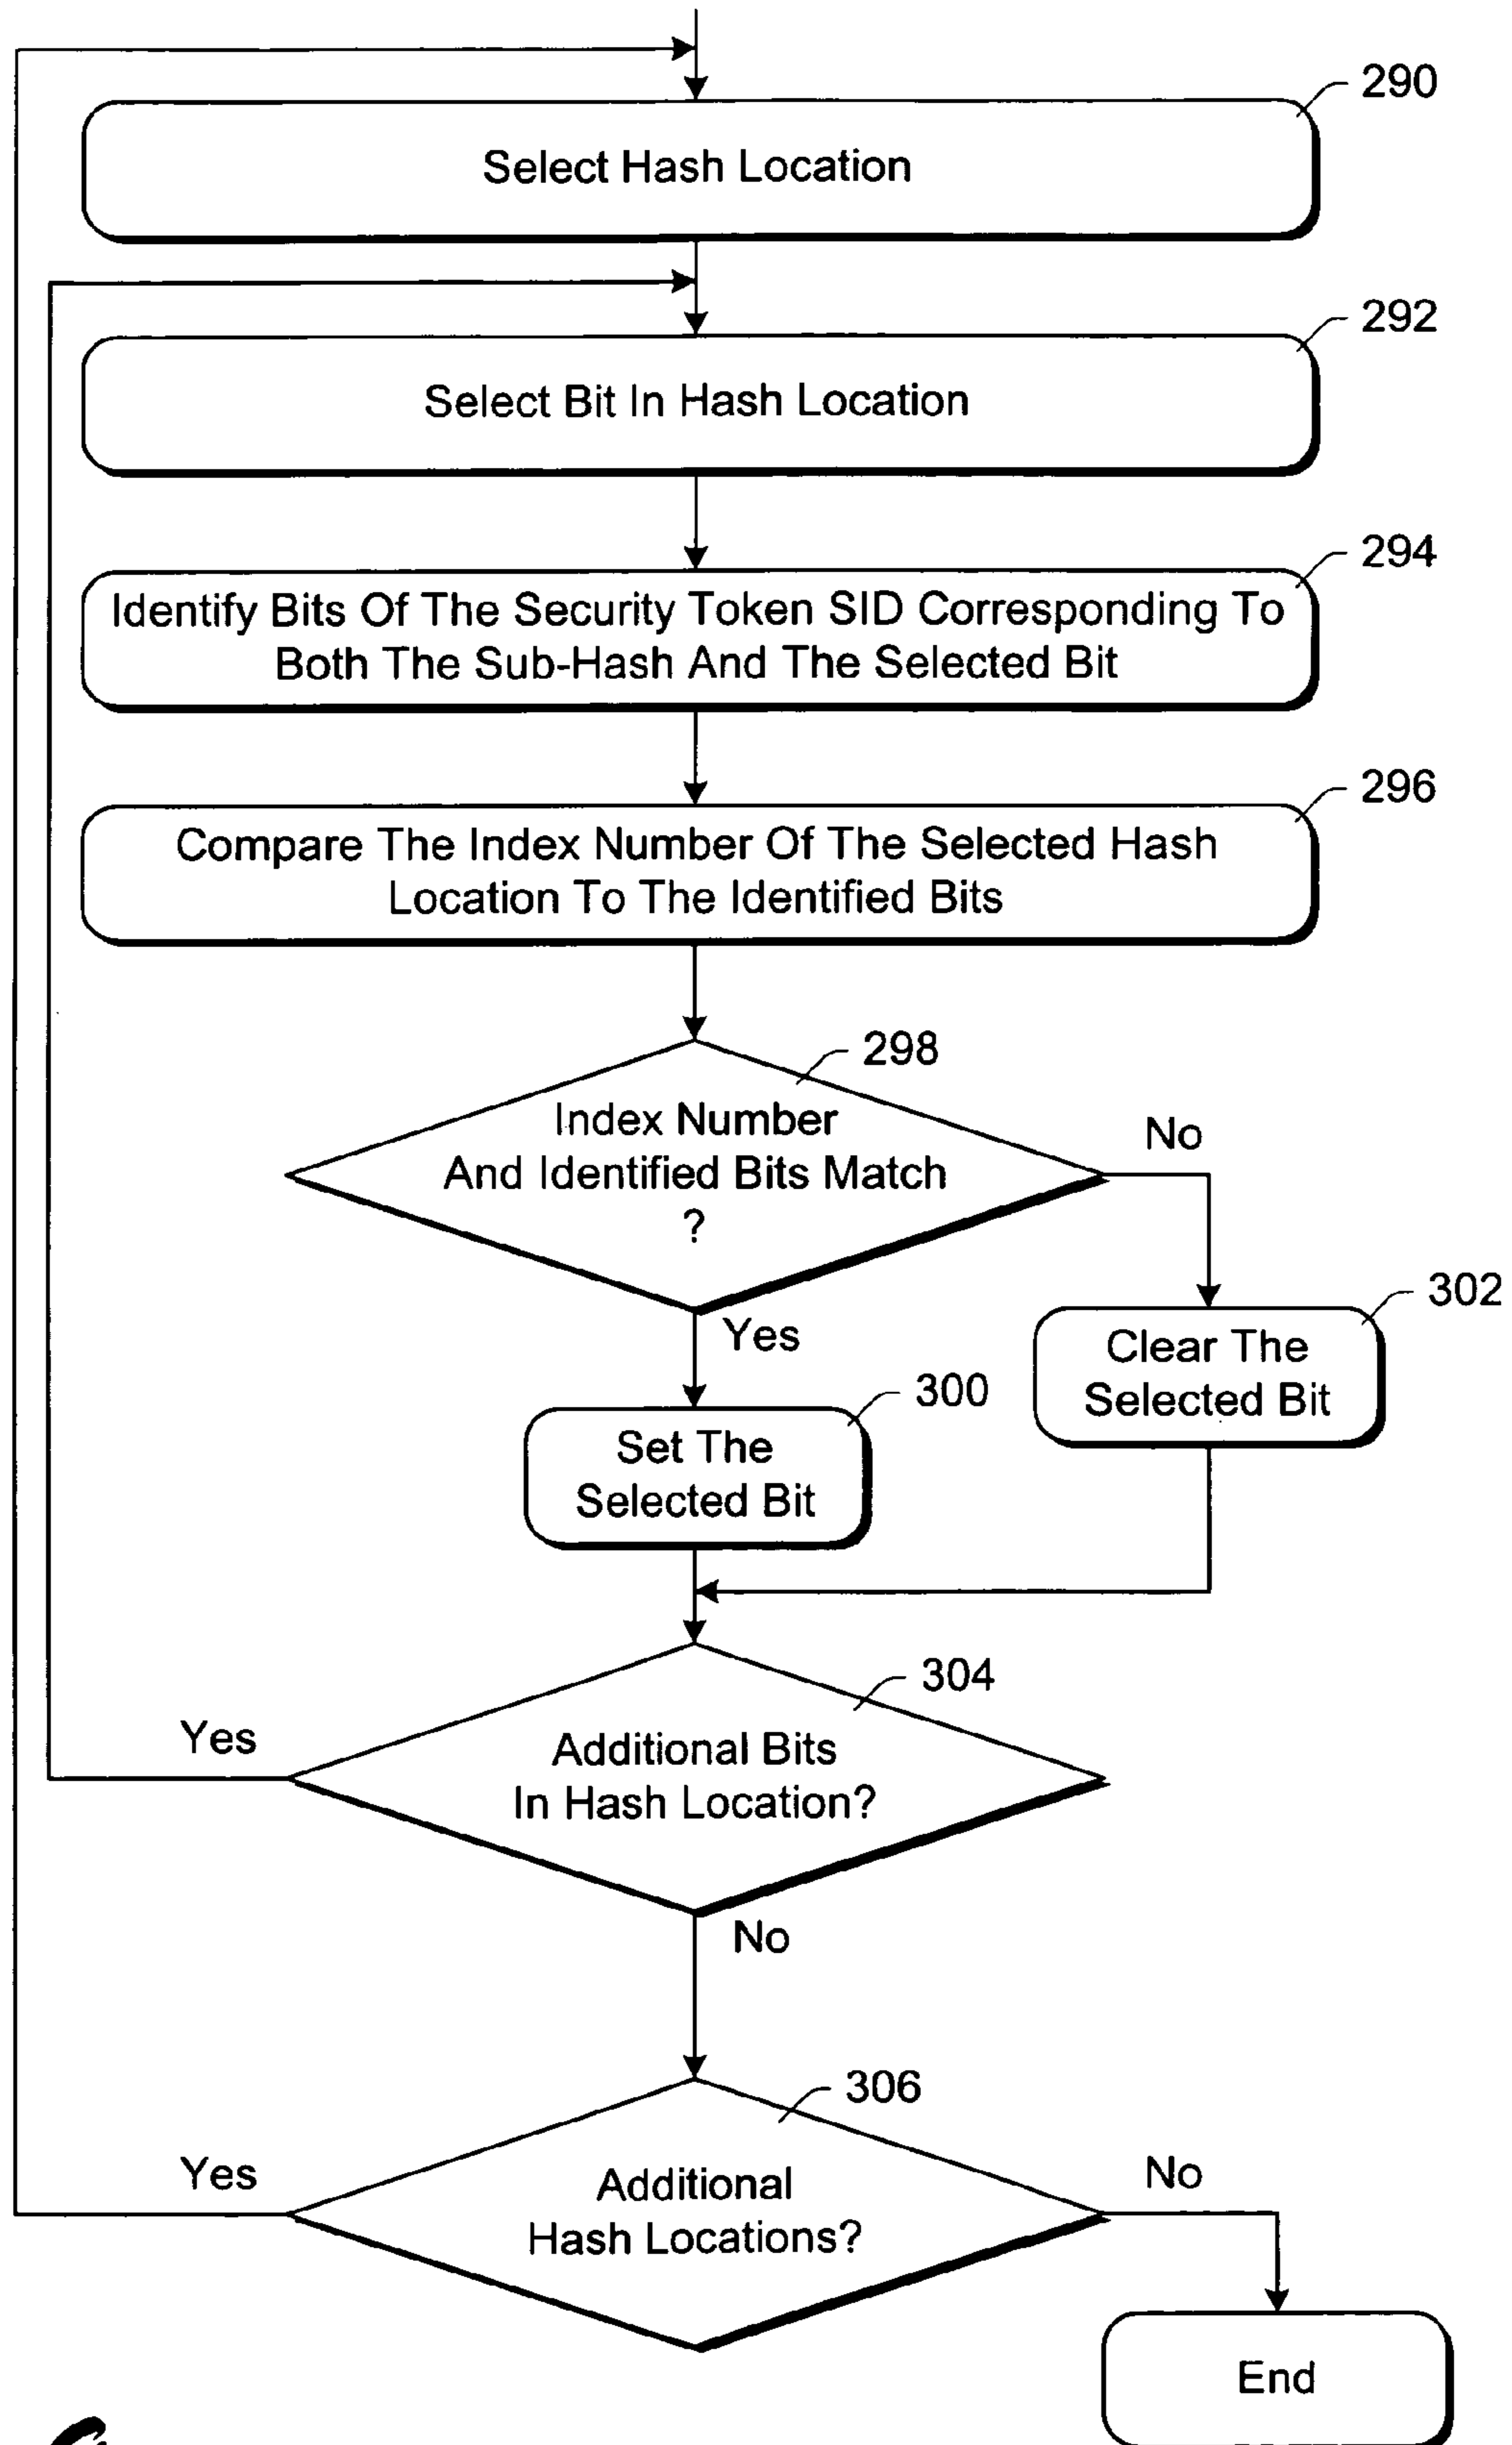 290
Select Hash Location
292
Select Bit In Hash Location
294
Identify Bits Of The Security Token SID Corresponding To
Both The Sub-Hash And The Selected Bit
296
Compare The Index Number Of The Selected Hash
Location To The Identified Bits
298
Index Number
And Identified Bits Match
?
No
Yes
302
Clear The
Selected Bit
300
Set The
Selected Bit
304
Additional Bits
In Hash Location?
Yes
No
306
Additional
Hash Locations?
Yes
No
End